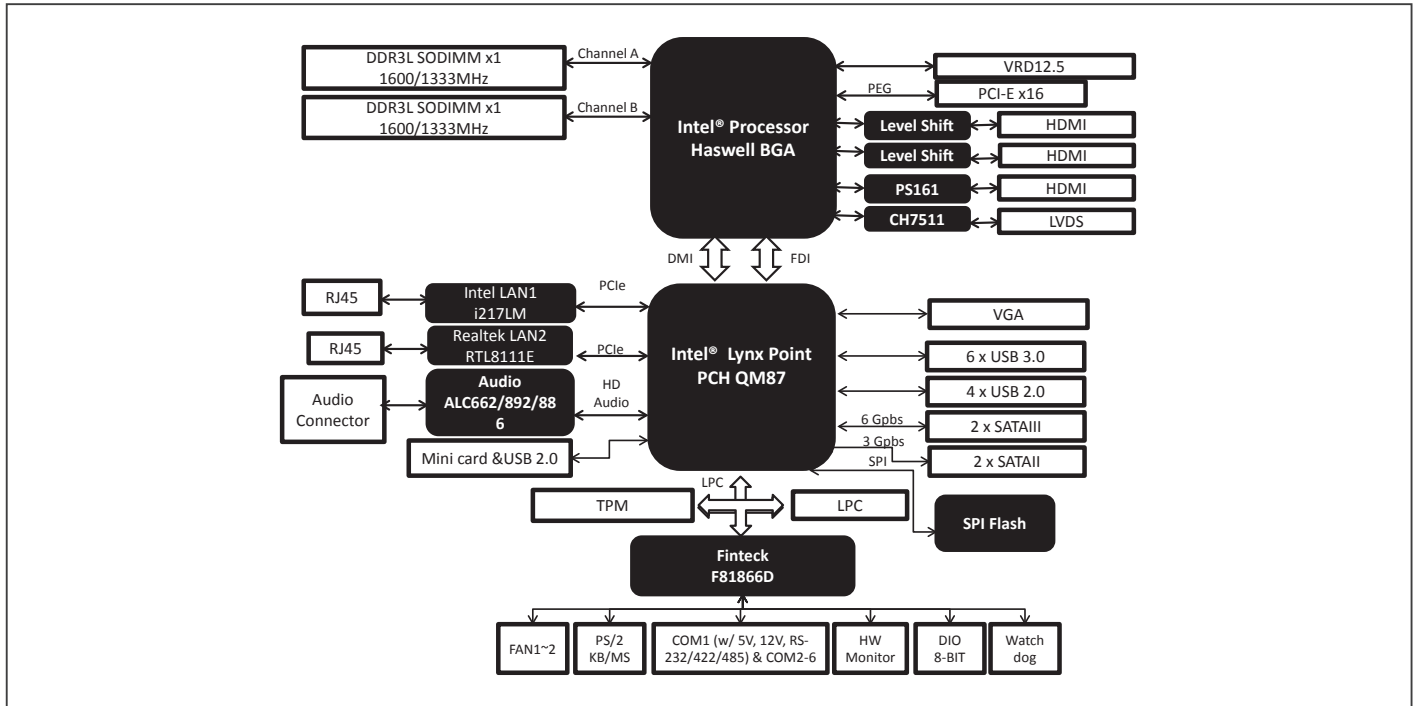 DDR3L SODIMM x1
1600/1333MHz
Channel A
DDR3L SODIMM x1
1600/1333MHz
Channel B
Intel® Processor
Haswell BGA
VRD12.5
PEG
PCI-E x16
Level Shift
HDMI
Level Shift
HDMI
PS161
HDMI
CH7511
LVDS
DMI
FDI
RJ45
Intel LAN1
i217LM
PCIe
RJ45
Realtek LAN2
RTL8111E
PCIe
Audio
Connector
Audio
ALC662/892/88
6
HD
Audio
Mini card &USB 2.0
Intel® Lynx Point
PCH QM87
VGA
6 x USB 3.0
4 x USB 2.0
6 Gpbs
2 x SATAIII
3 Gpbs
2 x SATAII
SPI
SPI Flash
LPC
TPM
LPC
Finteck
F81866D
FAN1~2
PS/2
KB/MS
COM1 (w/ 5V, 12V, RS-
232/422/485) & COM2-6
HW
Monitor
DIO
8-BIT
Watch
dog